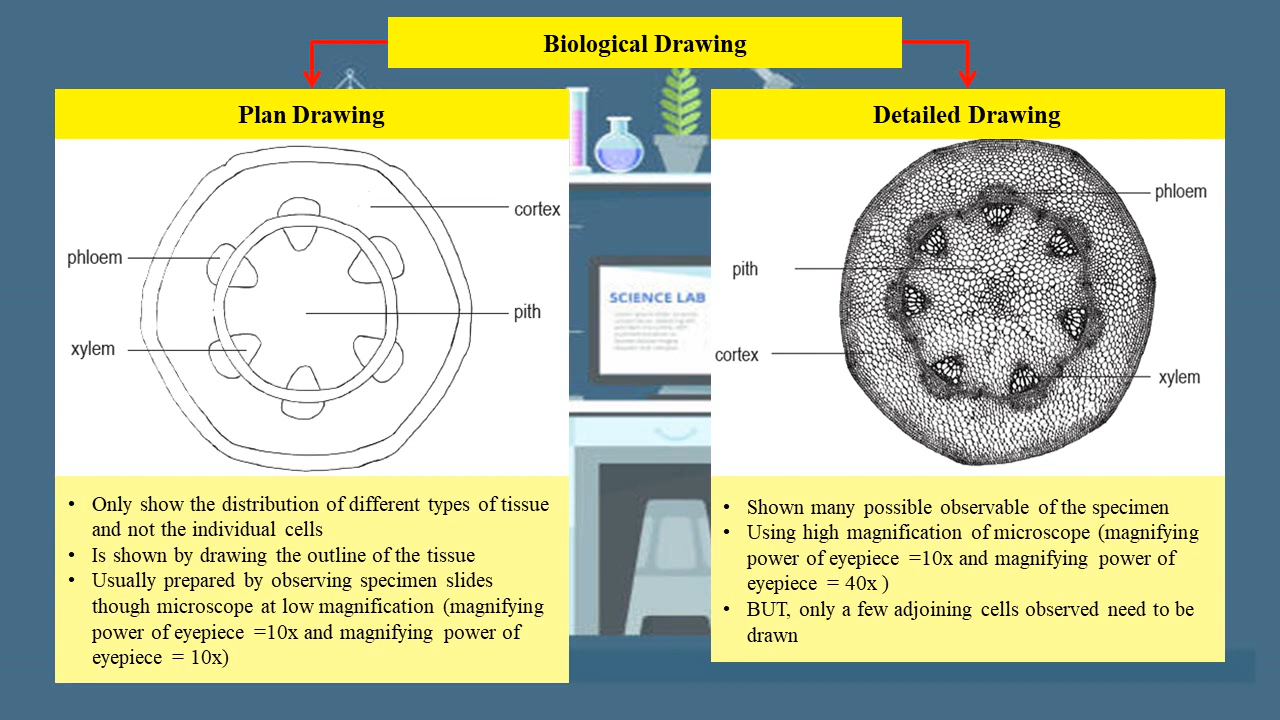 Biological Drawing
Plan Drawing
cortex
phloem
pith
xylem
• Only show the distribution of different types of tissue
and not the individual cells
• Is shown by drawing the outline of the tissue
• Usually prepared by observing specimen slides
though microscope at low magnification (magnifying
power of eyepiece =10x and magnifying power of
eyepiece = 10x)
SCIENCE LAB
Detailed Drawing
phloem
pith
cortex
xylem
• Shown many possible observable of the specimen
• Using high magnification of microscope (magnifying
power of eyepiece =10x and magnifying power of
eyepiece = 40x )
• BUT, only a few adjoining cells observed need to be
drawn